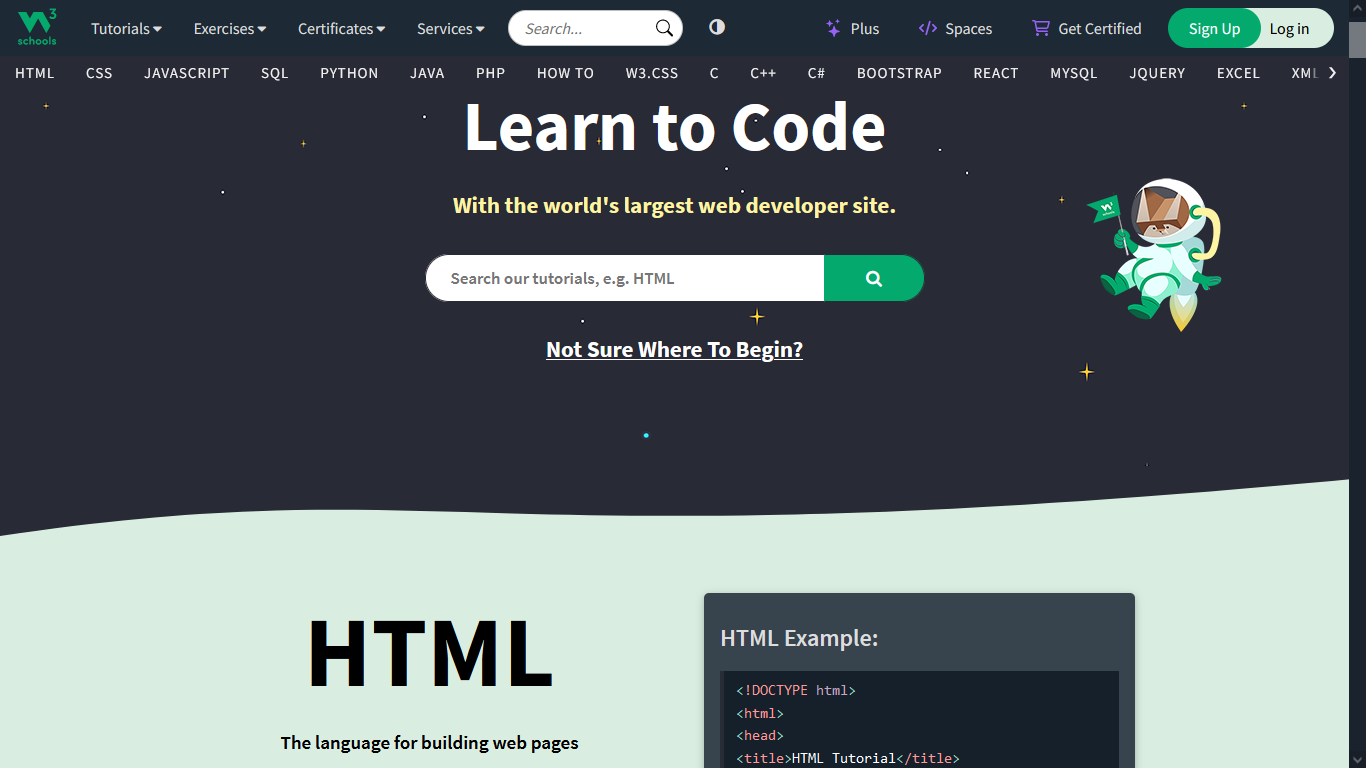 3
schools
Tutorials Exercises Certificates Services Search... Plus Spaces Get Certified Sign Up Log in
HTML CSS JAVASCRIPT SQL PYTHON JAVA PHP HOW TO W3.CSS C C++ C# BOOTSTRAP REACT MYSQL JQUERY EXCEL XML
Learn to Code
With the world's largest web developer site.
Search our tutorials, e.g. HTML
Not Sure Where To Begin?
HTML
The language for building web pages
HTML Example:
<!DOCTYPE html>
<html>
<head>
<title>HTML Tutorial</title>